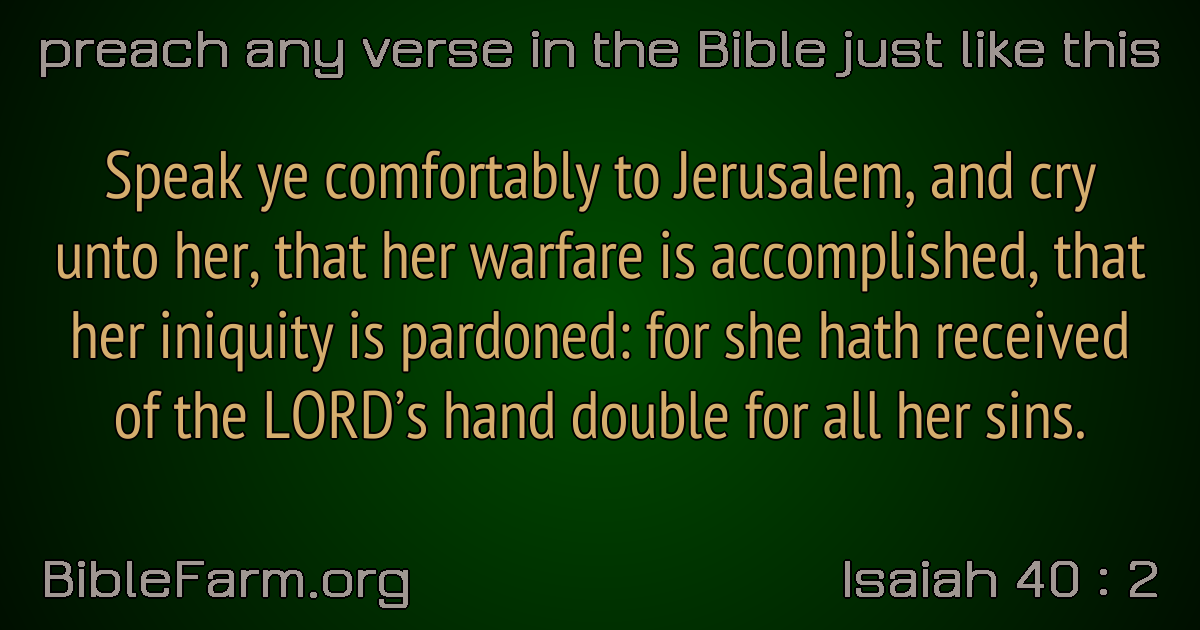 preach any verse in the Bible just like this
Speak ye comfortably to Jerusalem, and cry
unto her, that her warfare is accomplished, that
her iniquity is pardoned: for she hath received
of the LORD’s hand double for all her sins.
BibleFarm.org
Isaiah 40 : 2